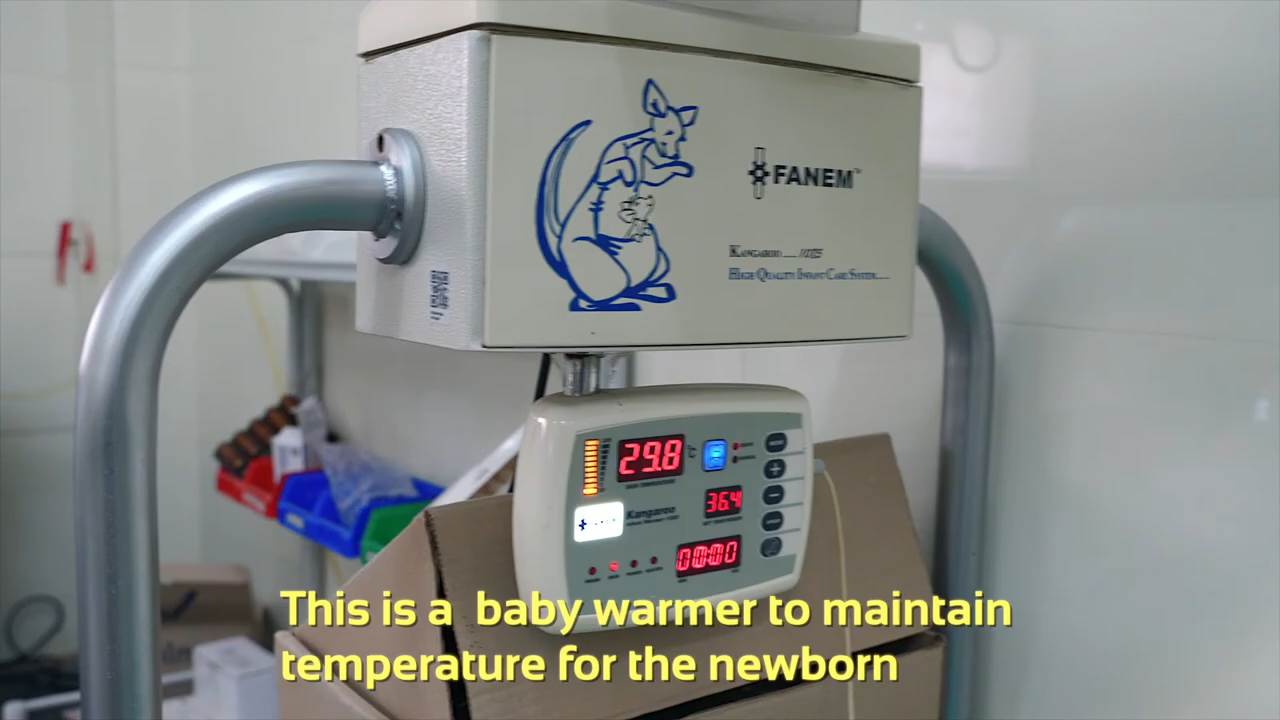 FANEM™
KANGAROO
HIGH QUALITY INFANT CARE SYSTEM
29.8 °C
36.4
Kangaroo
FANEM
00:00
This is a baby warmer to maintain
temperature for the newborn